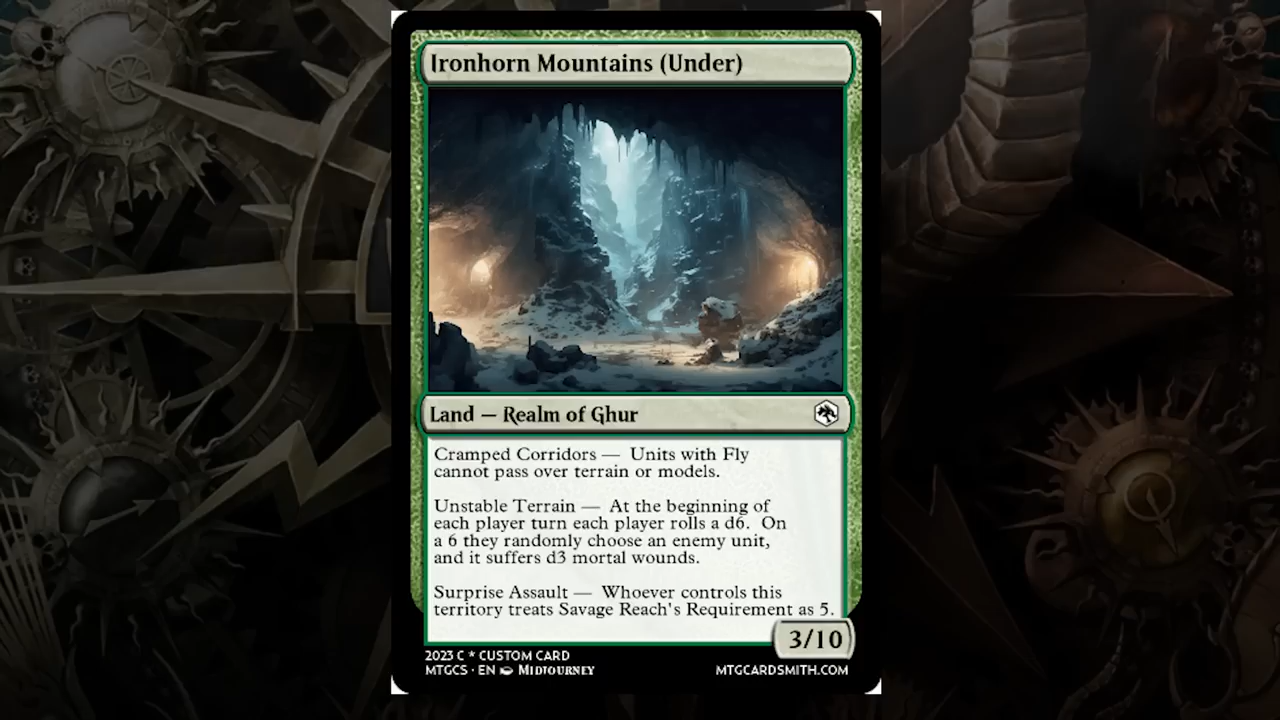 Ironhorn Mountains (Under)
Land — Realm of Ghur
Cramped Corridors — Units with Fly
cannot pass over terrain or models.
Unstable Terrain — At the beginning of
each player turn each player rolls a d6. On
a 6 they randomly choose an enemy unit,
and it suffers d3 mortal wounds.
Surprise Assault — Whoever controls this
territory treats Savage Reach's Requirement as 5.
3/10
2023 C * CUSTOM CARD
MTGCS · EN MIDJOURNEY
MTGCARDSMITH.COM